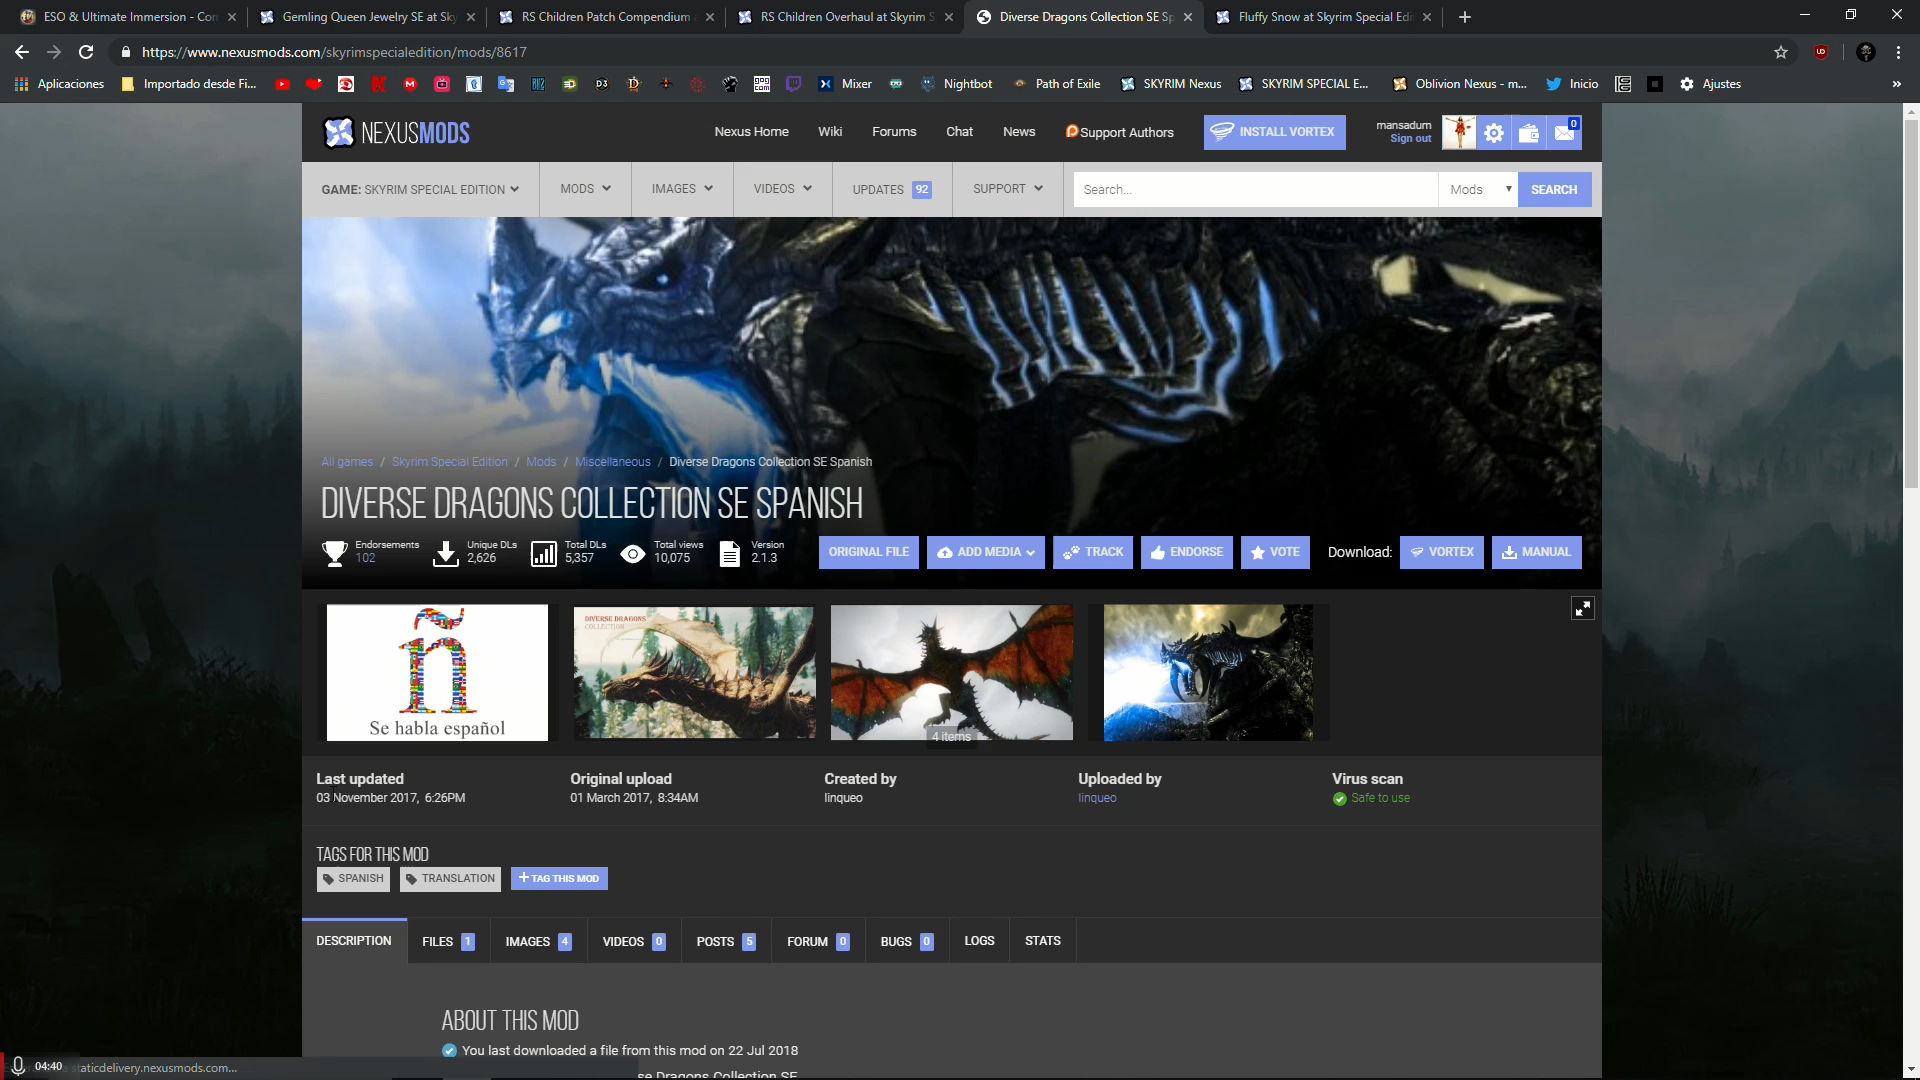 ESO & Ultimate Immersion - Con
Gemling Queen Jewelry SE at Sky
RS Children Patch Compendium
RS Children Overhaul at Skyrim S
Diverse Dragons Collection SE Sp
Fluffy Snow at Skyrim Special Edi
https://www.nexusmods.com/skyrimspecialedition/mods/8617
Aplicaciones
Importado desde Fi...
Mixer
Nightbot
Path of Exile
SKYRIM Nexus
SKYRIM SPECIAL E...
Oblivion Nexus - m...
Inicio
Ajustes
»
NEXUSMODS
Nexus Home
Wiki
Forums
Chat
News
Support Authors
INSTALL VORTEX
mansadum
Sign out
0
GAME: SKYRIM SPECIAL EDITION
MODS
IMAGES
VIDEOS
UPDATES 92
SUPPORT
Search...
Mods
SEARCH
All games / Skyrim Special Edition / Mods / Miscellaneous / Diverse Dragons Collection SE Spanish
DIVERSE DRAGONS COLLECTION SE SPANISH
Endorsements
102
Unique DLs
2,626
Total DLs
5,357
Total views
10,075
Version
2.1.3
ORIGINAL FILE
ADD MEDIA
TRACK
ENDORSE
VOTE
Download:
VORTEX
MANUAL
ñ
Se habla español
DIVERSE DRAGONS
COLLECTION
4 items
Last updated
03 November 2017, 6:26PM
Original upload
01 March 2017, 8:34AM
Created by
linqueo
Uploaded by
linqueo
Virus scan
Safe to use
TAGS FOR THIS MOD
SPANISH
TRANSLATION
+ TAG THIS MOD
DESCRIPTION
FILES 1
IMAGES 4
VIDEOS 0
POSTS 5
FORUM 0
BUGS 0
LOGS
STATS
ABOUT THIS MOD
You last downloaded a file from this mod on 22 Jul 2018
04:40
staticdelivery.nexusmods.com...
se Dragons Collection SE